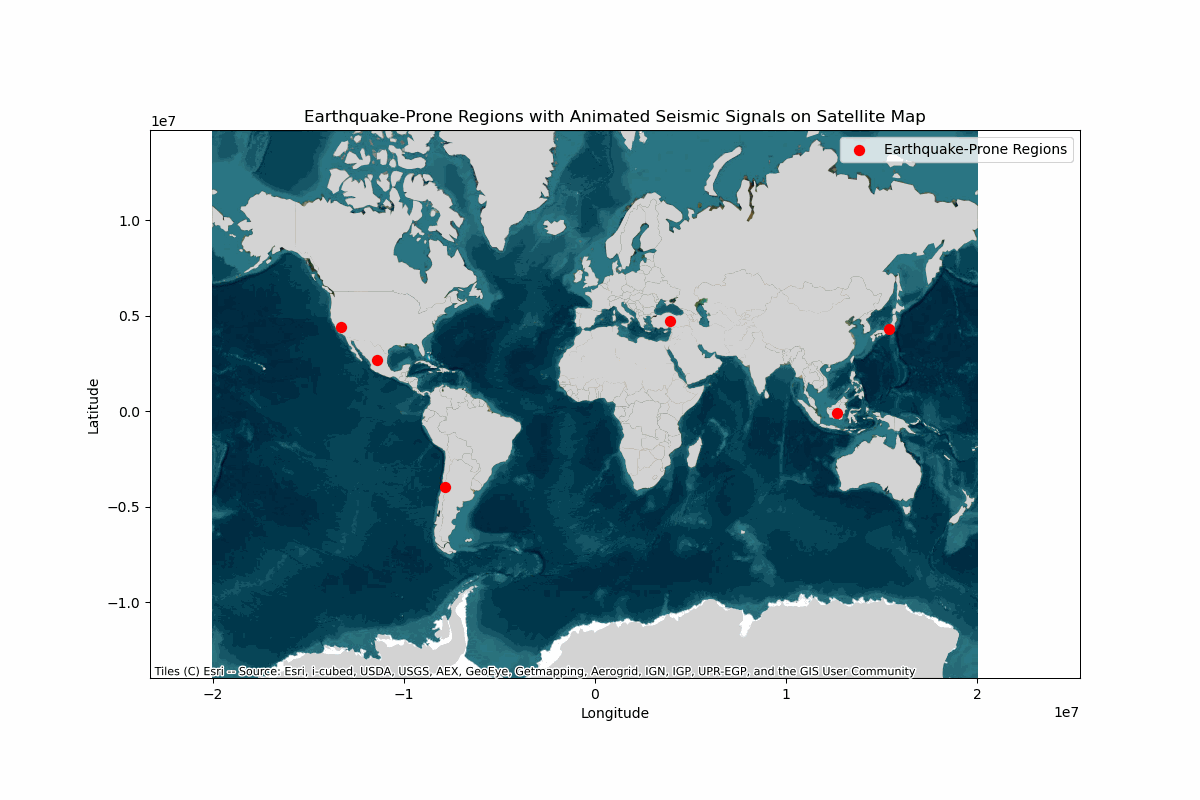 Earthquake-Prone Regions with Animated Seismic Signals on Satellite Map
1e7
Earthquake-Prone Regions
1.0
0.5
0.0
−0.5
−1.0
Latitude
Tiles (C) Esri -- Source: Esri, i-cubed, USDA, USGS, AEX, GeoEye, Getmapping, Aerogrid, IGN, IGP, UPR-EGP, and the GIS User Community
−2 −1 0 1 2
Longitude
1e7